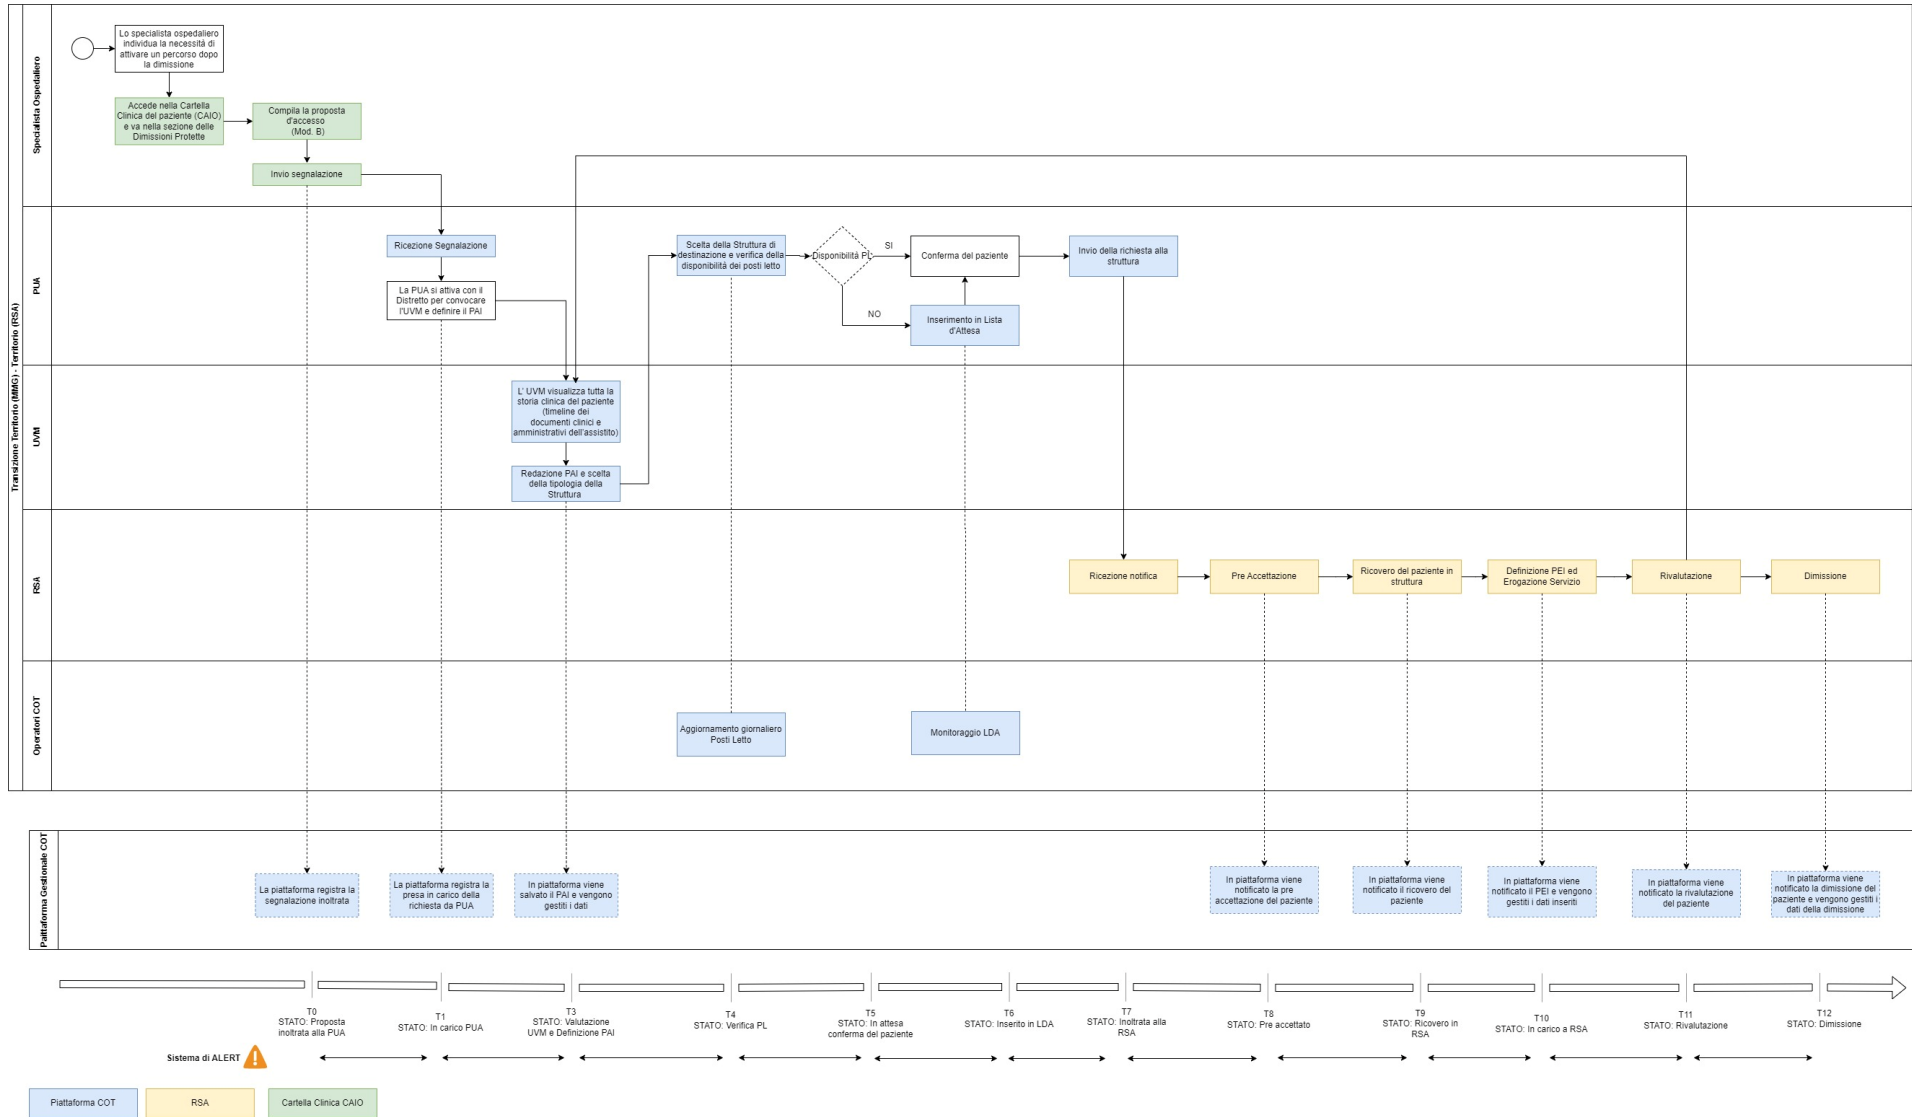 Transizione Territorio (MMG) - Territorio (RSA)
Specialista Ospedaliero
Lo specialista ospedaliero
individua la necessità di
attivare un percorso dopo
la dimissione
Accede nella Cartella
Clinica del paziente (CAIO)
e va nella sezione delle
Dimissioni Protette
Compila la proposta
d'accesso
(Mod. B)
Invio segnalazione
PUA
Ricezione Segnalazione
La PUA si attiva con il
Distretto per convocare
l'UVM e definire il PAI
Scelta della Struttura di
destinazione e verifica della
disponibilità dei posti letto
Disponibilità PL
SI
NO
Conferma del paziente
Inserimento in Lista
d'Attesa
Invio della richiesta alla
struttura
UVM
L' UVM visualizza tutta la
storia clinica del paziente
(timeline dei
documenti clinici e
amministrativi dell'assistito)
Redazione PAI e scelta
della tipologia della
Struttura
RSA
Ricezione notifica
Pre Accettazione
Ricovero del paziente in
struttura
Definizione PEI ed
Erogazione Servizio
Rivalutazione
Dimissione
Operatori COT
Aggiornamento giornaliero
Posti Letto
Monitoraggio LDA
Paittaforma Gestionale COT
La piattaforma registra la
segnalazione inoltrata
La piattaforma registra la
presa in carico della
richiesta da PUA
In piattaforma viene
salvato il PAI e vengono
gestiti i dati
In piattaforma viene
notificato la pre
accettazione del paziente
In piattaforma viene
notificato il ricovero del
paziente
In piattaforma viene
notificato il PEI e vengono
gestiti i dati inseriti
In piattaforma viene
notificato la rivalutazione
del paziente
In piattaforma viene
notificato la dimissione del
paziente e vengono gestiti i
dati della dimissione
T0
STATO: Proposta
inoltrata alla PUA
T1
STATO: In carico PUA
T3
STATO: Valutazione
UVM e Definizione PAI
T4
STATO: Verifica PL
T5
STATO: In attesa
conferma del paziente
T6
STATO: Inserito in LDA
T7
STATO: Inoltrata alla
RSA
T8
STATO: Pre accettato
T9
STATO: Ricovero in
RSA
T10
STATO: In carico a RSA
T11
STATO: Rivalutazione
T12
STATO: Dimissione
Sistema di ALERT
Piattaforma COT
RSA
Cartella Clinica CAIO